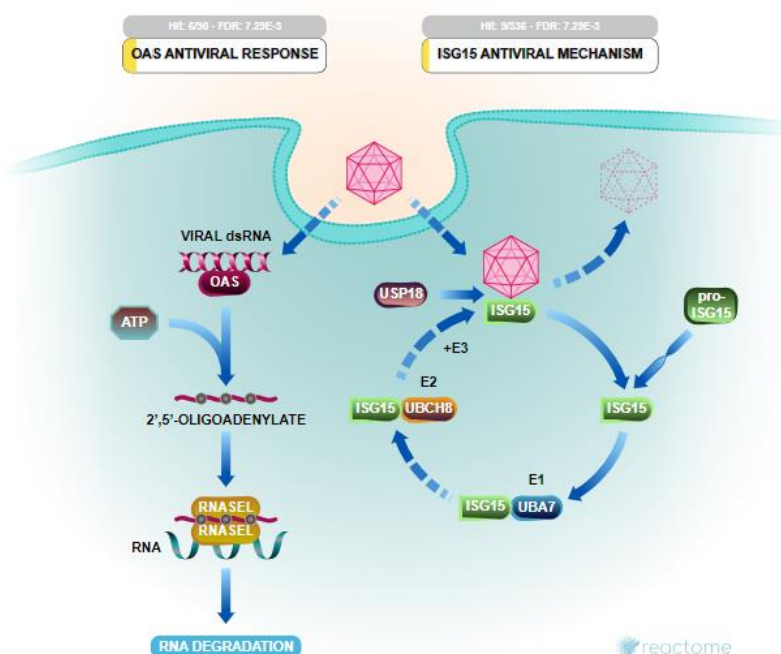 Hit: 6/90 - FDR: 7.29E-3
OAS ANTIVIRAL RESPONSE
Hit: 9/336 - FDR: 7.29E-3
ISG15 ANTIVIRAL MECHANISM
VIRAL dsRNA
OAS
ATP
2',5'-OLIGOADENYLATE
RNASEL
RNASEL
RNA
RNA DEGRADATION
USP18
ISG15
pro-
ISG15
+E3
E2
ISG15 UBCH8
ISG15
E1
ISG15 UBA7
reactome